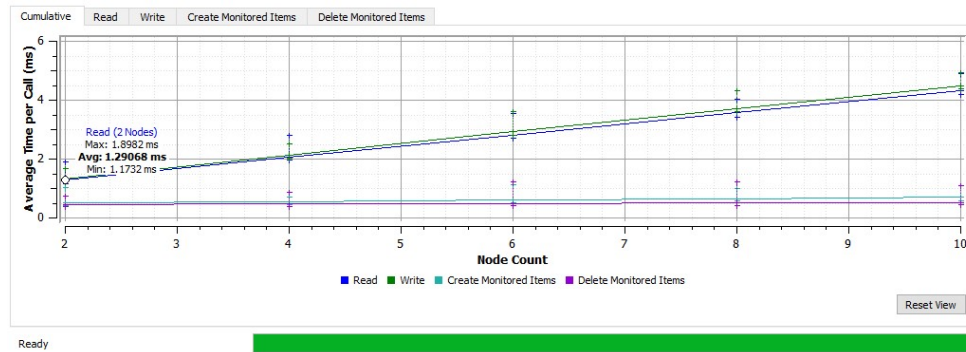 Cumulative Read Write Create Monitored Items Delete Monitored Items
Average Time per Call (ms)
6
4
2
0
Read (2 Nodes)
Max: 1.8982 ms
Avg: 1.29068 ms
Min: 1.1732 ms
2 3 4 5 6 7 8 9 10
Node Count
Read Write Create Monitored Items Delete Monitored Items
Reset View
Ready